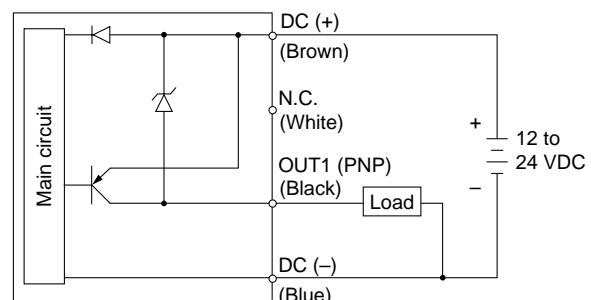 DC (+)
(Brown)
Main circuit
N.C.
(White)
+
12 to
24 VDC
–
OUT1 (PNP)
(Black)
Load
DC (–)
(Blue)